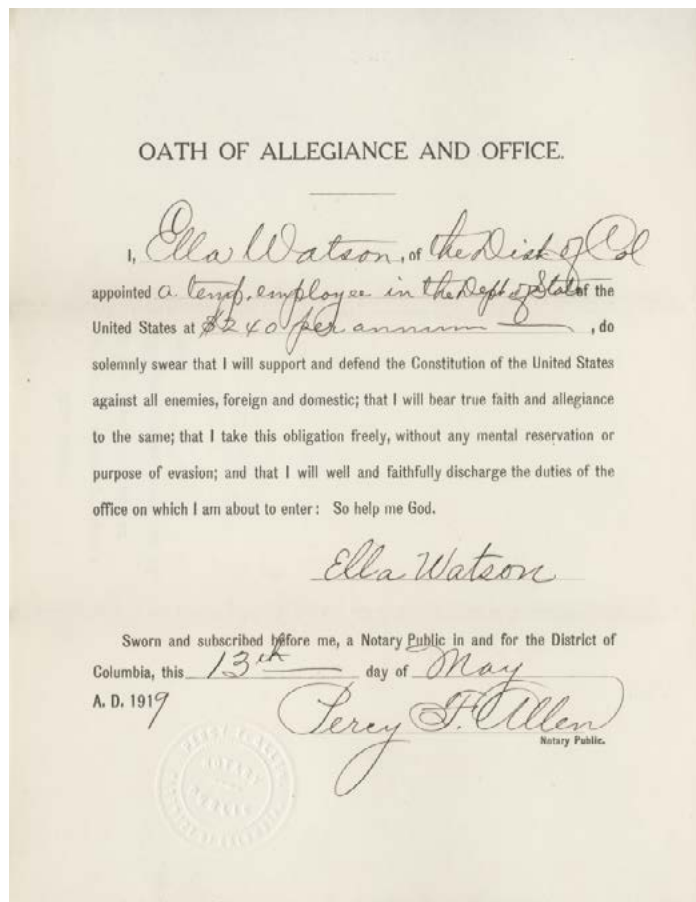 OATH OF ALLEGIANCE AND OFFICE.
I, Ella Watson, of the Dist of Col
appointed a temp. employee in the Dept of State of the
United States at $240 per annum , do
solemnly swear that I will support and defend the Constitution of the United States
against all enemies, foreign and domestic; that I will bear true faith and allegiance
to the same; that I take this obligation freely, without any mental reservation or
purpose of evasion; and that I will well and faithfully discharge the duties of the
office on which I am about to enter: So help me God.
Ella Watson
Sworn and subscribed before me, a Notary Public in and for the District of
Columbia, this 13th day of May
A. D. 1919
Percy F. Allen
Notary Public.
NOTARY
PUBLIC